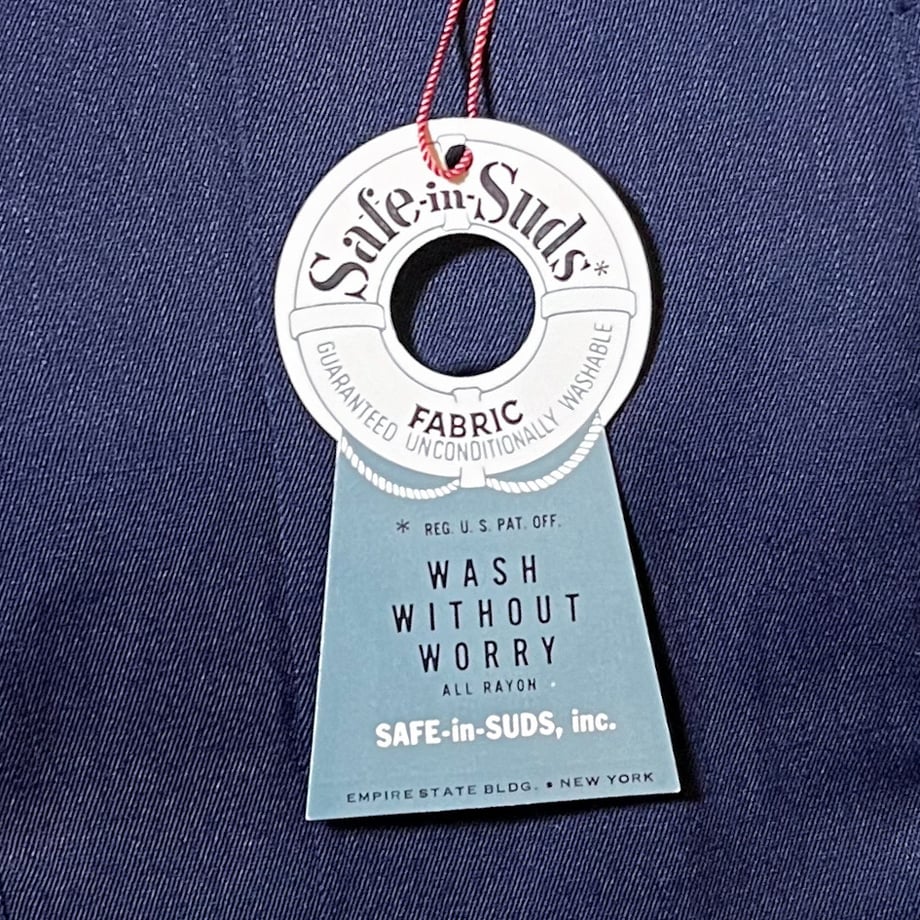 Safe-in-Suds*
FABRIC
GUARANTEED UNCONDITIONALLY WASHABLE
* REG. U. S. PAT. OFF.
WASH
WITHOUT
WORRY
ALL RAYON
SAFE-in-SUDS, inc.
EMPIRE STATE BLDG. • NEW YORK